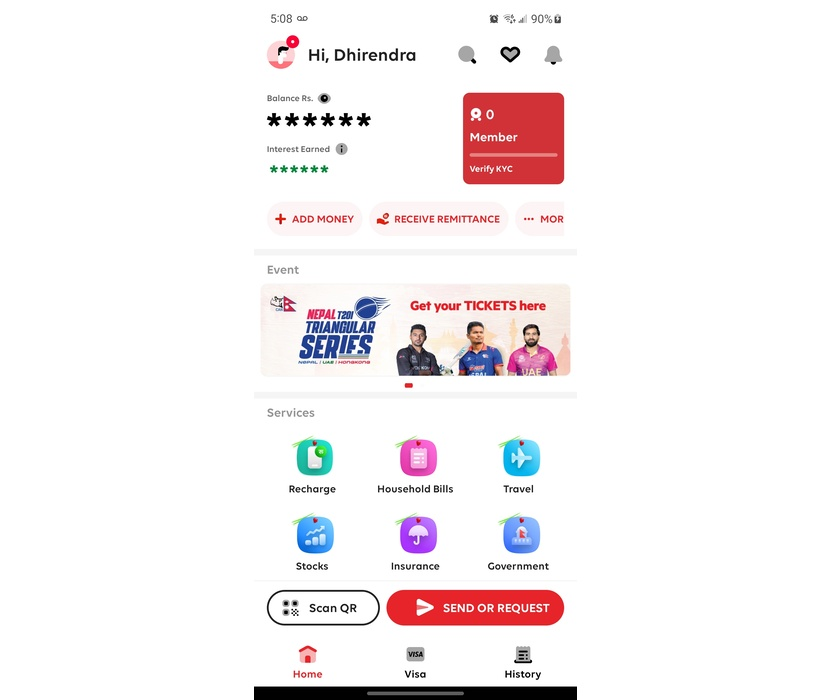 5:08
90%
Hi, Dhirendra
Balance Rs.
******
Interest Earned
******
0
Member
Verify KYC
ADD MONEY
RECEIVE REMITTANCE
MOR
Event
NEPAL T20I
TRIANGULAR
SERIES
NEPAL | UAE | HONGKONG
Get your TICKETS here
NEPAL
UAE
Services
Recharge
Household Bills
Travel
Stocks
Insurance
Government
Scan QR
SEND OR REQUEST
Home
VISA
Visa
History